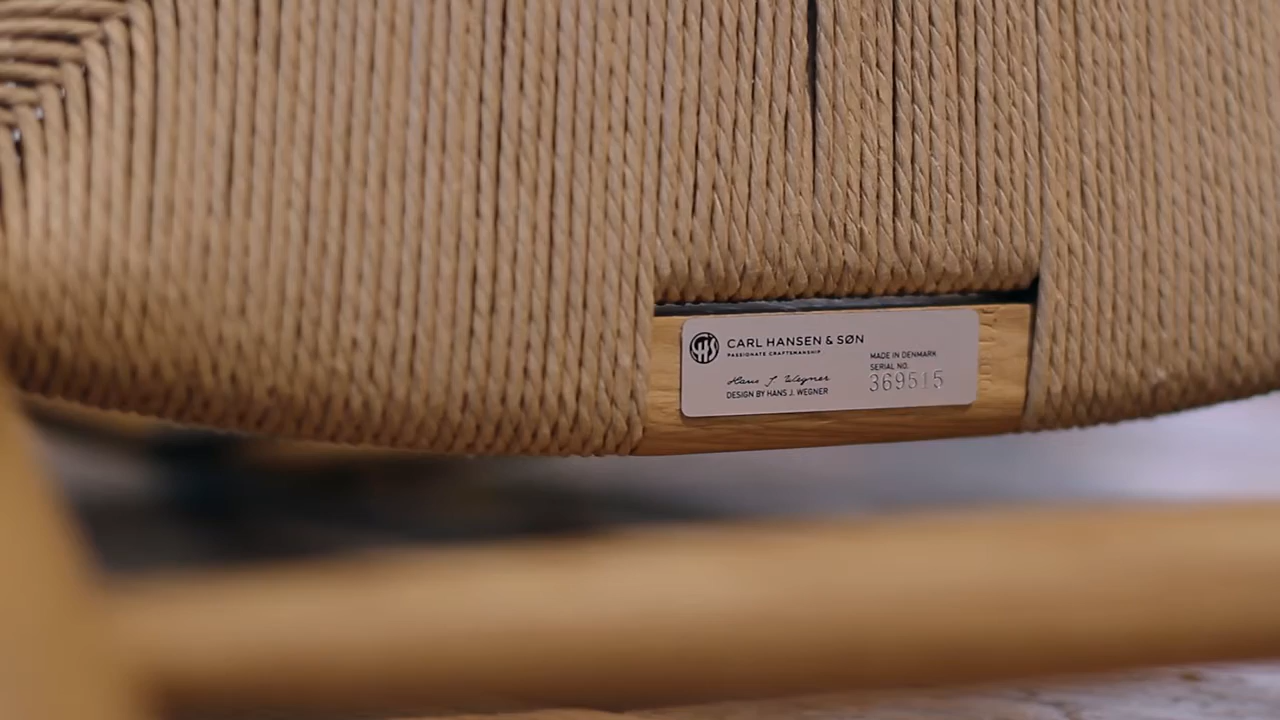 CARL HANSEN & SØN
PASSIONATE CRAFTSMANSHIP
Hans J Wegner
DESIGN BY HANS J. WEGNER
MADE IN DENMARK
SERIAL NO.
369515